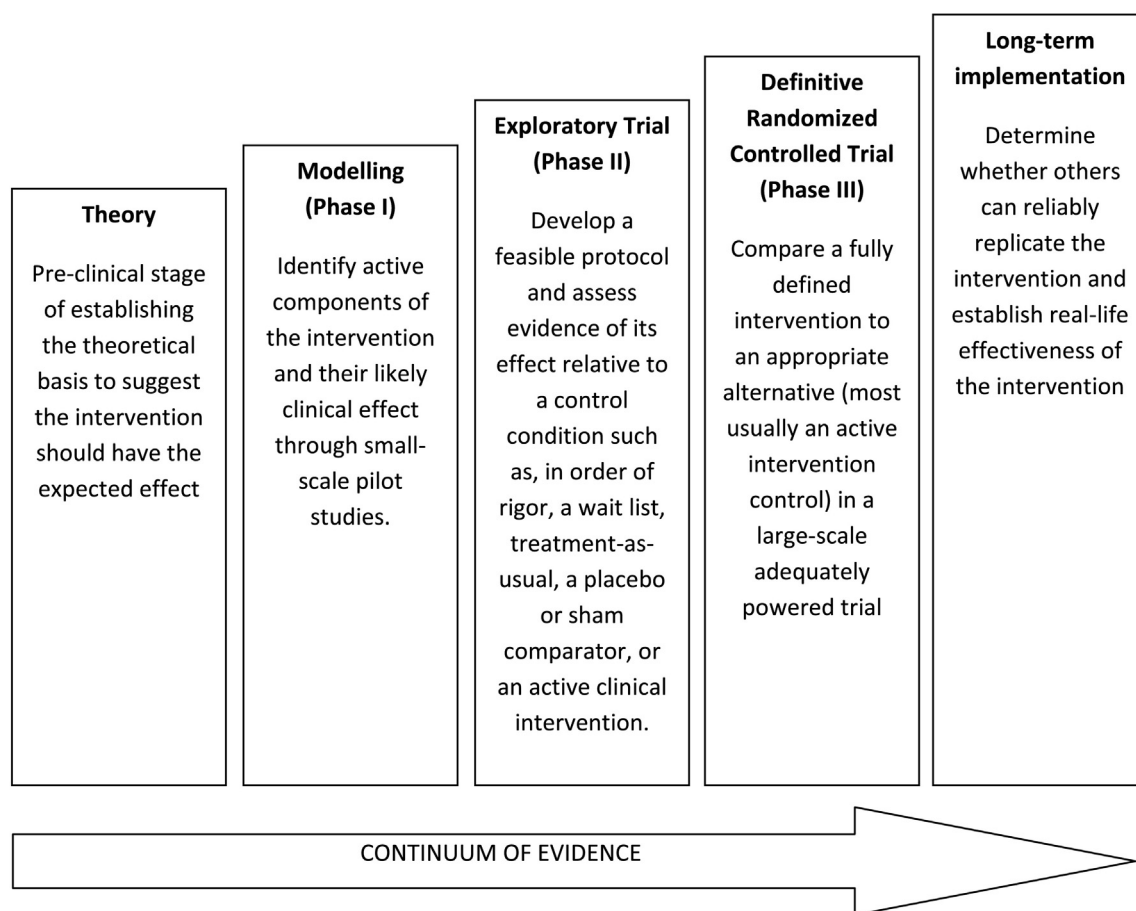 Theory
Pre-clinical stage
of establishing
the theoretical
basis to suggest
the intervention
should have the
expected effect
Modelling
(Phase I)
Identify active
components of
the intervention
and their likely
clinical effect
through small-
scale pilot
studies.
Exploratory Trial
(Phase II)
Develop a
feasible protocol
and assess
evidence of its
effect relative to
a control
condition such
as, in order of
rigor, a wait list,
treatment-as-
usual, a placebo
or sham
comparator, or
an active clinical
intervention.
Definitive
Randomized
Controlled Trial
(Phase III)
Compare a fully
defined
intervention to
an appropriate
alternative (most
usually an active
intervention
control) in a
large-scale
adequately
powered trial
Long-term
implementation
Determine
whether others
can reliably
replicate the
intervention and
establish real-life
effectiveness of
the intervention
CONTINUUM OF EVIDENCE